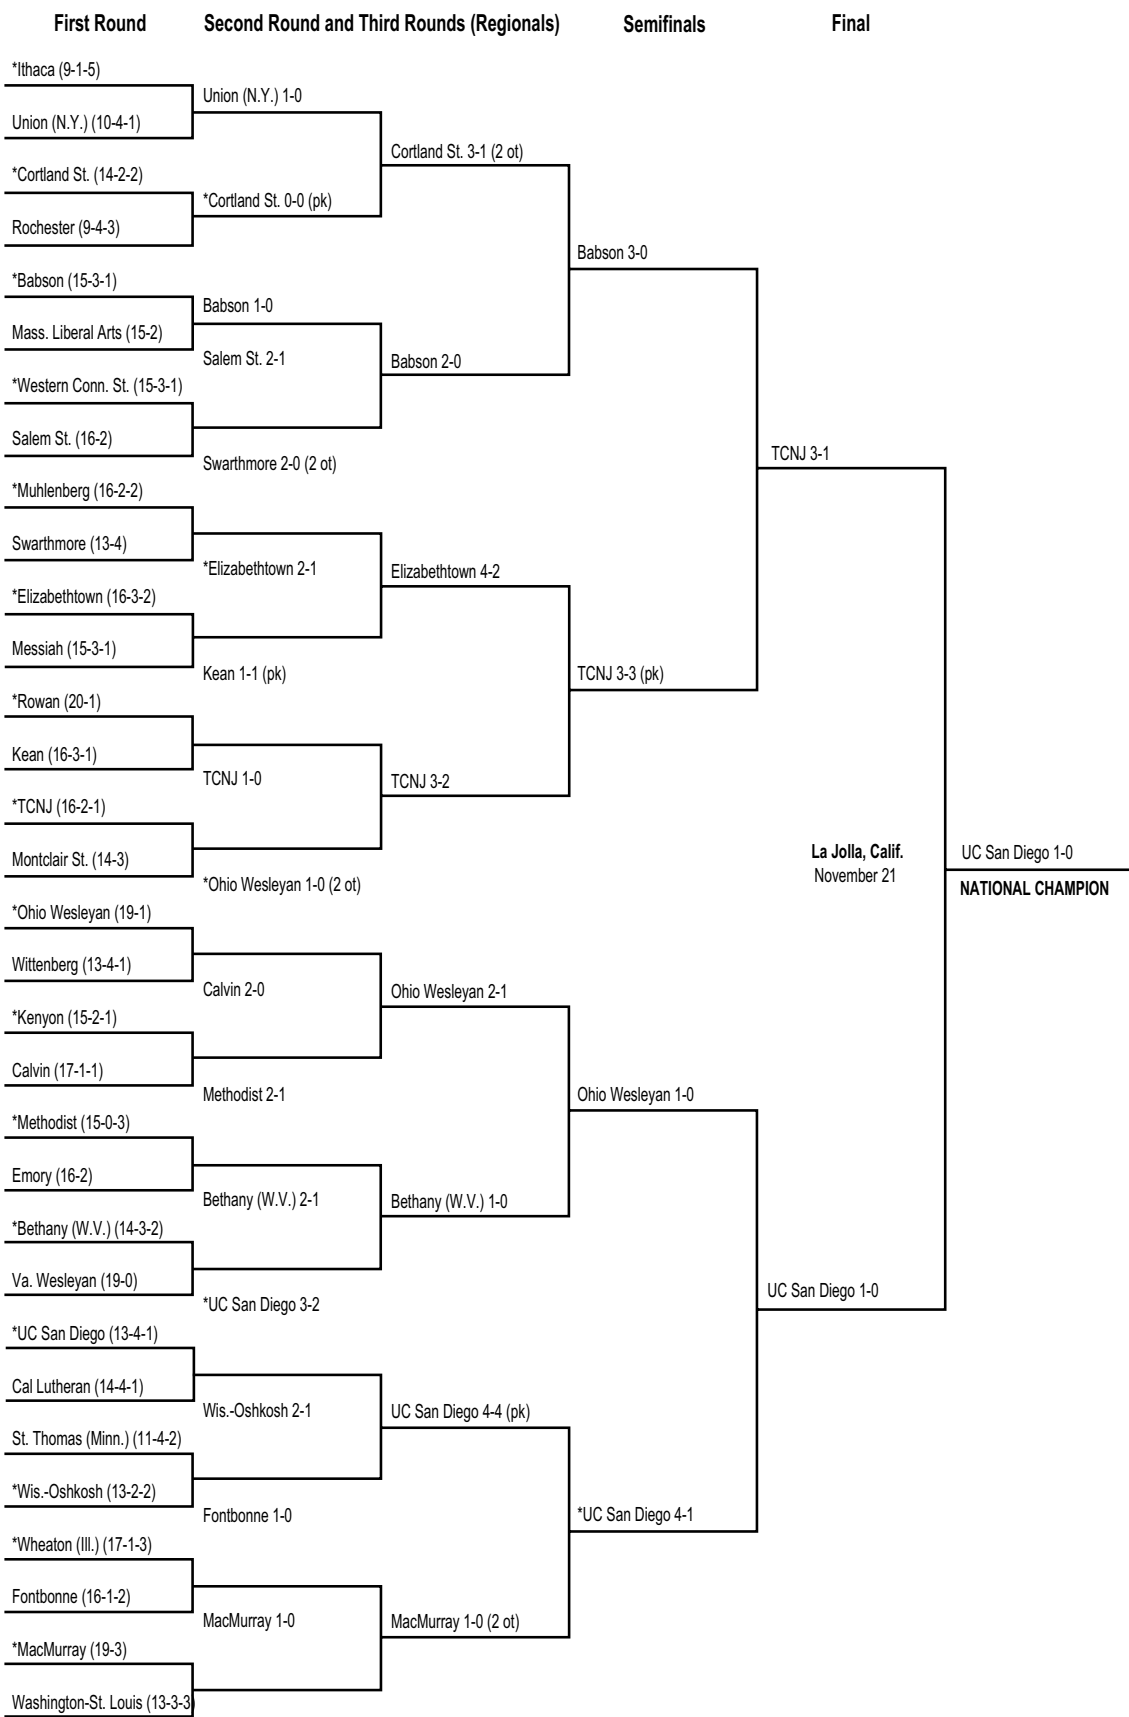 First Round
Second Round and Third Rounds (Regionals)
Semifinals
Final
*Ithaca (9-1-5)
Union (N.Y.) (10-4-1)
*Cortland St. (14-2-2)
Rochester (9-4-3)
*Babson (15-3-1)
Mass. Liberal Arts (15-2)
*Western Conn. St. (15-3-1)
Salem St. (16-2)
*Muhlenberg (16-2-2)
Swarthmore (13-4)
*Elizabethtown (16-3-2)
Messiah (15-3-1)
*Rowan (20-1)
Kean (16-3-1)
*TCNJ (16-2-1)
Montclair St. (14-3)
*Ohio Wesleyan (19-1)
Wittenberg (13-4-1)
*Kenyon (15-2-1)
Calvin (17-1-1)
*Methodist (15-0-3)
Emory (16-2)
*Bethany (W.V.) (14-3-2)
Va. Wesleyan (19-0)
*UC San Diego (13-4-1)
Cal Lutheran (14-4-1)
St. Thomas (Minn.) (11-4-2)
*Wis.-Oshkosh (13-2-2)
*Wheaton (Ill.) (17-1-3)
Fontbonne (16-1-2)
*MacMurray (19-3)
Washington-St. Louis (13-3-3)
Union (N.Y.) 1-0
*Cortland St. 0-0 (pk)
Babson 1-0
Salem St. 2-1
Swarthmore 2-0 (2 ot)
*Elizabethtown 2-1
Kean 1-1 (pk)
TCNJ 1-0
*Ohio Wesleyan 1-0 (2 ot)
Calvin 2-0
Methodist 2-1
Bethany (W.V.) 2-1
*UC San Diego 3-2
Wis.-Oshkosh 2-1
Fontbonne 1-0
MacMurray 1-0
Cortland St. 3-1 (2 ot)
Babson 2-0
Elizabethtown 4-2
TCNJ 3-2
Ohio Wesleyan 2-1
Bethany (W.V.) 1-0
UC San Diego 4-4 (pk)
MacMurray 1-0 (2 ot)
Babson 3-0
TCNJ 3-3 (pk)
Ohio Wesleyan 1-0
*UC San Diego 4-1
TCNJ 3-1
UC San Diego 1-0
La Jolla, Calif.
November 21
UC San Diego 1-0
NATIONAL CHAMPION